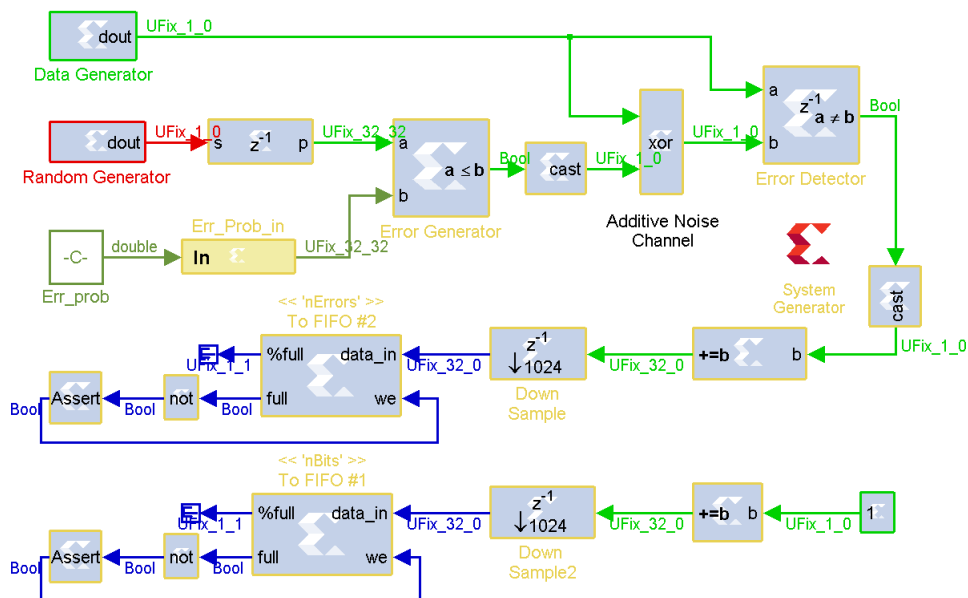 UFix_1_0
dout
Data Generator
dout
UFix_1_0
s z-1 p
UFix_32_32
Random Generator
a
b
a ≤ b
Error Generator
Bool
cast
UFix_1_0
xor
Additive Noise
Channel
UFix_1_0
a
b
z-1
a ≠ b
Error Detector
Bool
-C-
Err_prob
double
Err_Prob_in
In
UFix_32_32
System
Generator
cast
UFix_1_0
<< 'nErrors' >>
To FIFO #2
%full
data_in
full
we
UFix_1_1
UFix_32_0
z-1
↓1024
Down
Sample
UFix_32_0
+=b
b
Bool
Assert
Bool
not
Bool
<< 'nBits' >>
To FIFO #1
%full
data_in
full
we
UFix_1_1
UFix_32_0
z-1
↓1024
Down
Sample2
UFix_32_0
+=b
b
UFix_1_0
1
Bool
Assert
Bool
not
Bool